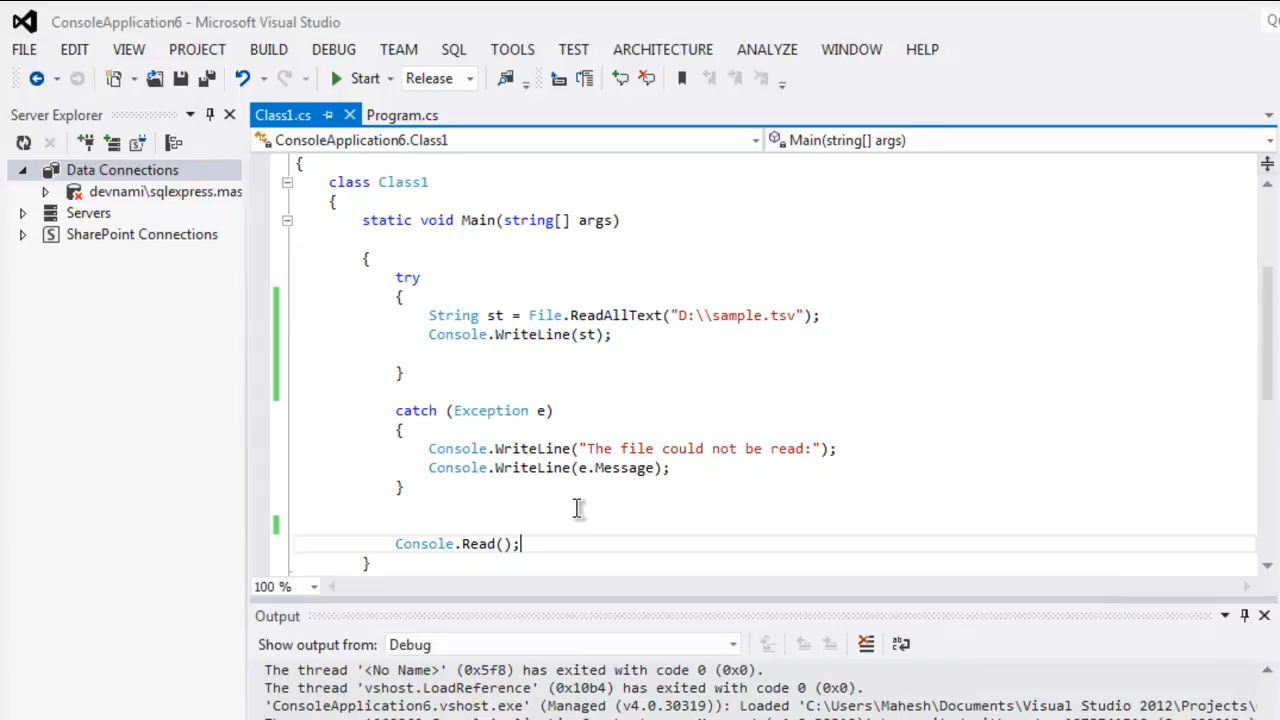 ConsoleApplication6 - Microsoft Visual Studio
FILE EDIT VIEW PROJECT BUILD DEBUG TEAM SQL TOOLS TEST ARCHITECTURE ANALYZE WINDOW HELP
Start Release
Server Explorer
Data Connections
devnami\sqlexpress.mas
Servers
SharePoint Connections
Class1.cs Program.cs
ConsoleApplication6.Class1 Main(string[] args)
{
class Class1
{
static void Main(string[] args)
{
try
{
String st = File.ReadAllText("D:\\sample.tsv");
Console.WriteLine(st);
}
catch (Exception e)
{
Console.WriteLine("The file could not be read:");
Console.WriteLine(e.Message);
}
Console.Read();
}
100 %
Output
Show output from: Debug
The thread '<No Name>' (0x5f8) has exited with code 0 (0x0).
The thread 'vshost.LoadReference' (0x10b4) has exited with code 0 (0x0).
'ConsoleApplication6.vshost.exe' (Managed (v4.0.30319)): Loaded 'C:\Users\Mahesh\Documents\Visual Studio 2012\Projects\